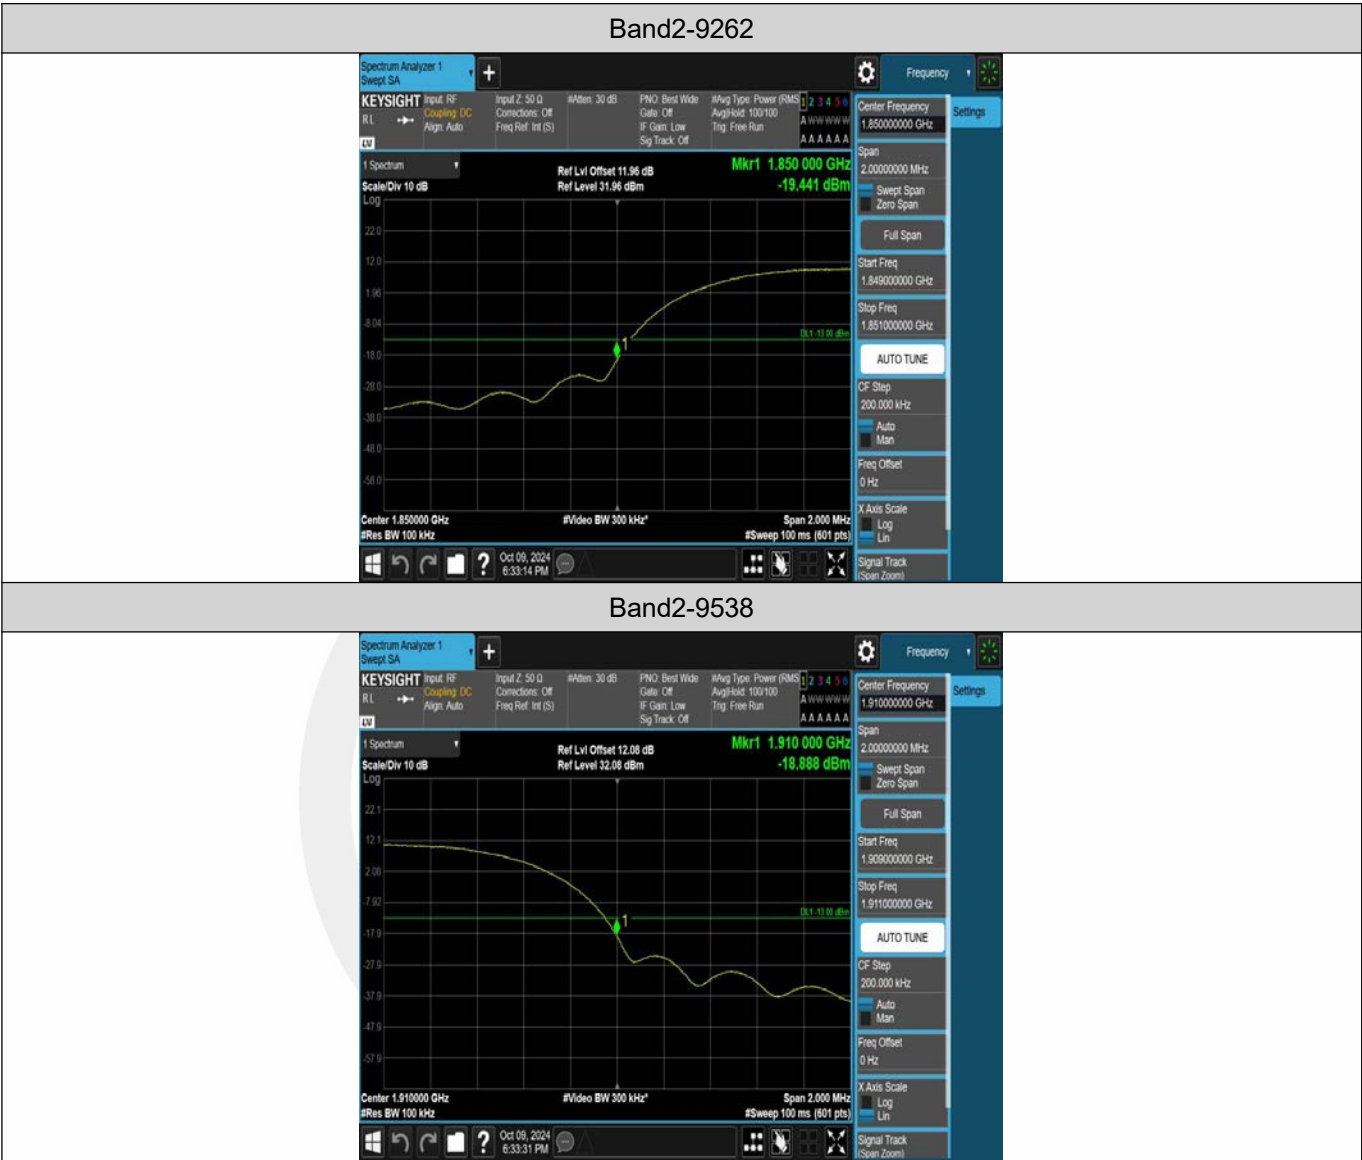 Band2-9262
Spectrum Analyzer 1
Swept SA
Frequency
KEYSIGHT
RL
LV
Input: RF
Coupling: DC
Align: Auto
Input Z: 50 Ω
Corrections: Off
Freq Ref: Int (S)
#Atten: 30 dB
PNO: Best Wide
Gate: Off
IF Gain: Low
Sig Track: Off
#Avg Type: Power (RMS
Avg|Hold: 100/100
Trig: Free Run
1 2 3 4 5 6
A W W W W W
A A A A A A
1 Spectrum
Scale/Div 10 dB
Log
Ref Lvl Offset 11.96 dB
Ref Level 31.96 dBm
Mkr1 1.850 000 GHz
-19.441 dBm
22.0
12.0
1.96
-8.04
-18.0
-28.0
-38.0
-48.0
-58.0
DL1 -13.00 dBm
1
Center 1.850000 GHz
#Res BW 100 kHz
#Video BW 300 kHz*
Span 2.000 MHz
#Sweep 100 ms (601 pts)
Oct 09, 2024
6:33:14 PM
Center Frequency
1.850000000 GHz
Settings
Span
2.00000000 MHz
Swept Span
Zero Span
Full Span
Start Freq
1.849000000 GHz
Stop Freq
1.851000000 GHz
AUTO TUNE
CF Step
200.000 kHz
Auto
Man
Freq Offset
0 Hz
X Axis Scale
Log
Lin
Signal Track
(Span Zoom)
Band2-9538
Spectrum Analyzer 1
Swept SA
Frequency
KEYSIGHT
RL
LV
Input: RF
Coupling: DC
Align: Auto
Input Z: 50 Ω
Corrections: Off
Freq Ref: Int (S)
#Atten: 30 dB
PNO: Best Wide
Gate: Off
IF Gain: Low
Sig Track: Off
#Avg Type: Power (RMS
Avg|Hold: 100/100
Trig: Free Run
1 2 3 4 5 6
A W W W W W
A A A A A A
1 Spectrum
Scale/Div 10 dB
Log
Ref Lvl Offset 12.08 dB
Ref Level 32.08 dBm
Mkr1 1.910 000 GHz
-18.888 dBm
22.1
12.1
2.08
-7.92
-17.9
-27.9
-37.9
-47.9
-57.9
DL1 -13.00 dBm
1
Center 1.910000 GHz
#Res BW 100 kHz
#Video BW 300 kHz*
Span 2.000 MHz
#Sweep 100 ms (601 pts)
Oct 09, 2024
6:33:31 PM
Center Frequency
1.910000000 GHz
Settings
Span
2.00000000 MHz
Swept Span
Zero Span
Full Span
Start Freq
1.909000000 GHz
Stop Freq
1.911000000 GHz
AUTO TUNE
CF Step
200.000 kHz
Auto
Man
Freq Offset
0 Hz
X Axis Scale
Log
Lin
Signal Track
(Span Zoom)